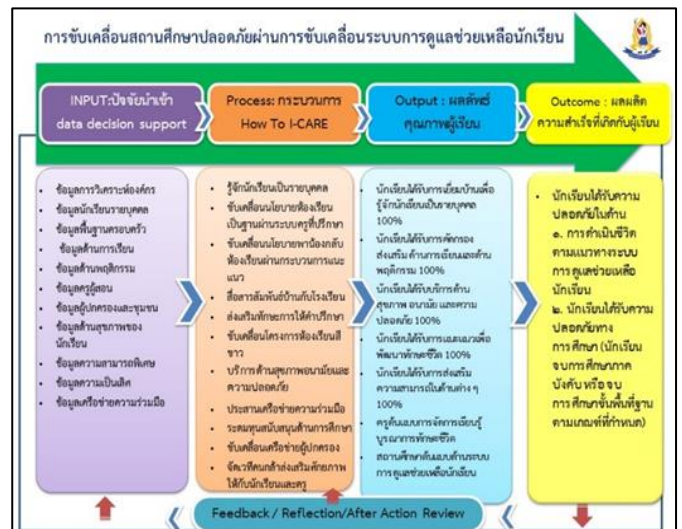 การขับเคลื่อนสถานศึกษาปลอดภัยผ่านการขับเคลื่อนระบบการดูแลช่วยเหลือนักเรียน
INPUT:ปัจจัยนำเข้า
data decision support
Process: กระบวนการ
How To I-CARE
Output : ผลลัพธ์
คุณภาพผู้เรียน
Outcome : ผลผลิต
ความสำเร็จที่เกิดกับผู้เรียน
• ข้อมูลการวิเคราะห์องค์กร
• ข้อมูลนักเรียนรายบุคคล
• ข้อมูลพื้นฐานครอบครัว
• ข้อมูลด้านการเรียน
• ข้อมูลด้านพฤติกรรม
• ข้อมูลครูผู้สอน
• ข้อมูลผู้ปกครองและชุมชน
• ข้อมูลด้านสุขภาพของ
นักเรียน
• ข้อมูลความสามารถพิเศษ
• ข้อมูลความเป็นเลิศ
• ข้อมูลเครือข่ายความร่วมมือ
• รู้จักนักเรียนเป็นรายบุคคล
• ขับเคลื่อนนโยบายห้องเรียน
เป็นฐานผ่านระบบครูที่ปรึกษา
• ขับเคลื่อนนโยบายพาน้องกลับ
ห้องเรียนผ่านกระบวนการแนะ
แนว
• สื่อสารสัมพันธ์บ้านกับโรงเรียน
• ส่งเสริมทักษะการให้คำปรึกษา
• ขับเคลื่อนโครงการห้องเรียนสี
ขาว
• บริการด้านสุขภาพอนามัยและ
ความปลอดภัย
• ประสานเครือข่ายความร่วมมือ
• ระดมทุนสนับสนุนด้านการศึกษา
• ขับเคลื่อนเครือข่ายผู้ปกครอง
• จัดเวทีคนกล้าส่งเสริมศักยภาพ
ให้กับนักเรียนและครู
• นักเรียนได้รับการเยี่ยมบ้านเพื่อ
รู้จักนักเรียนเป็นรายบุคคล
100%
• นักเรียนได้รับการคัดกรอง
ส่งเสริม ด้านการเรียนและด้าน
พฤติกรรม 100%
• นักเรียนได้รับบริการด้าน
สุขภาพ อนามัย และความ
ปลอดภัย 100%
• นักเรียนได้รับการแนะแนวเพื่อ
พัฒนาทักษะชีวิต 100%
• นักเรียนได้รับการส่งเสริม
ความสามารถในด้านต่าง ๆ
100%
• ครูต้นแบบการจัดการเรียนรู้
บูรณาการทักษะชีวิต
• สถานศึกษาต้นแบบด้านระบบ
การดูแลช่วยเหลือนักเรียน
• นักเรียนได้รับความ
ปลอดภัยในด้าน
๑. การดำเนินชีวิต
ตามแนวทางระบบ
การดูแลช่วยเหลือ
นักเรียน
๒. นักเรียนได้รับความ
ปลอดภัยทาง
การศึกษา (นักเรียน
จบการศึกษาภาค
บังคับ หรือ จบ
การศึกษาขั้นพื้นฐาน
ตามเกณฑ์ที่กำหนด)
Feedback / Reflection/After Action Review